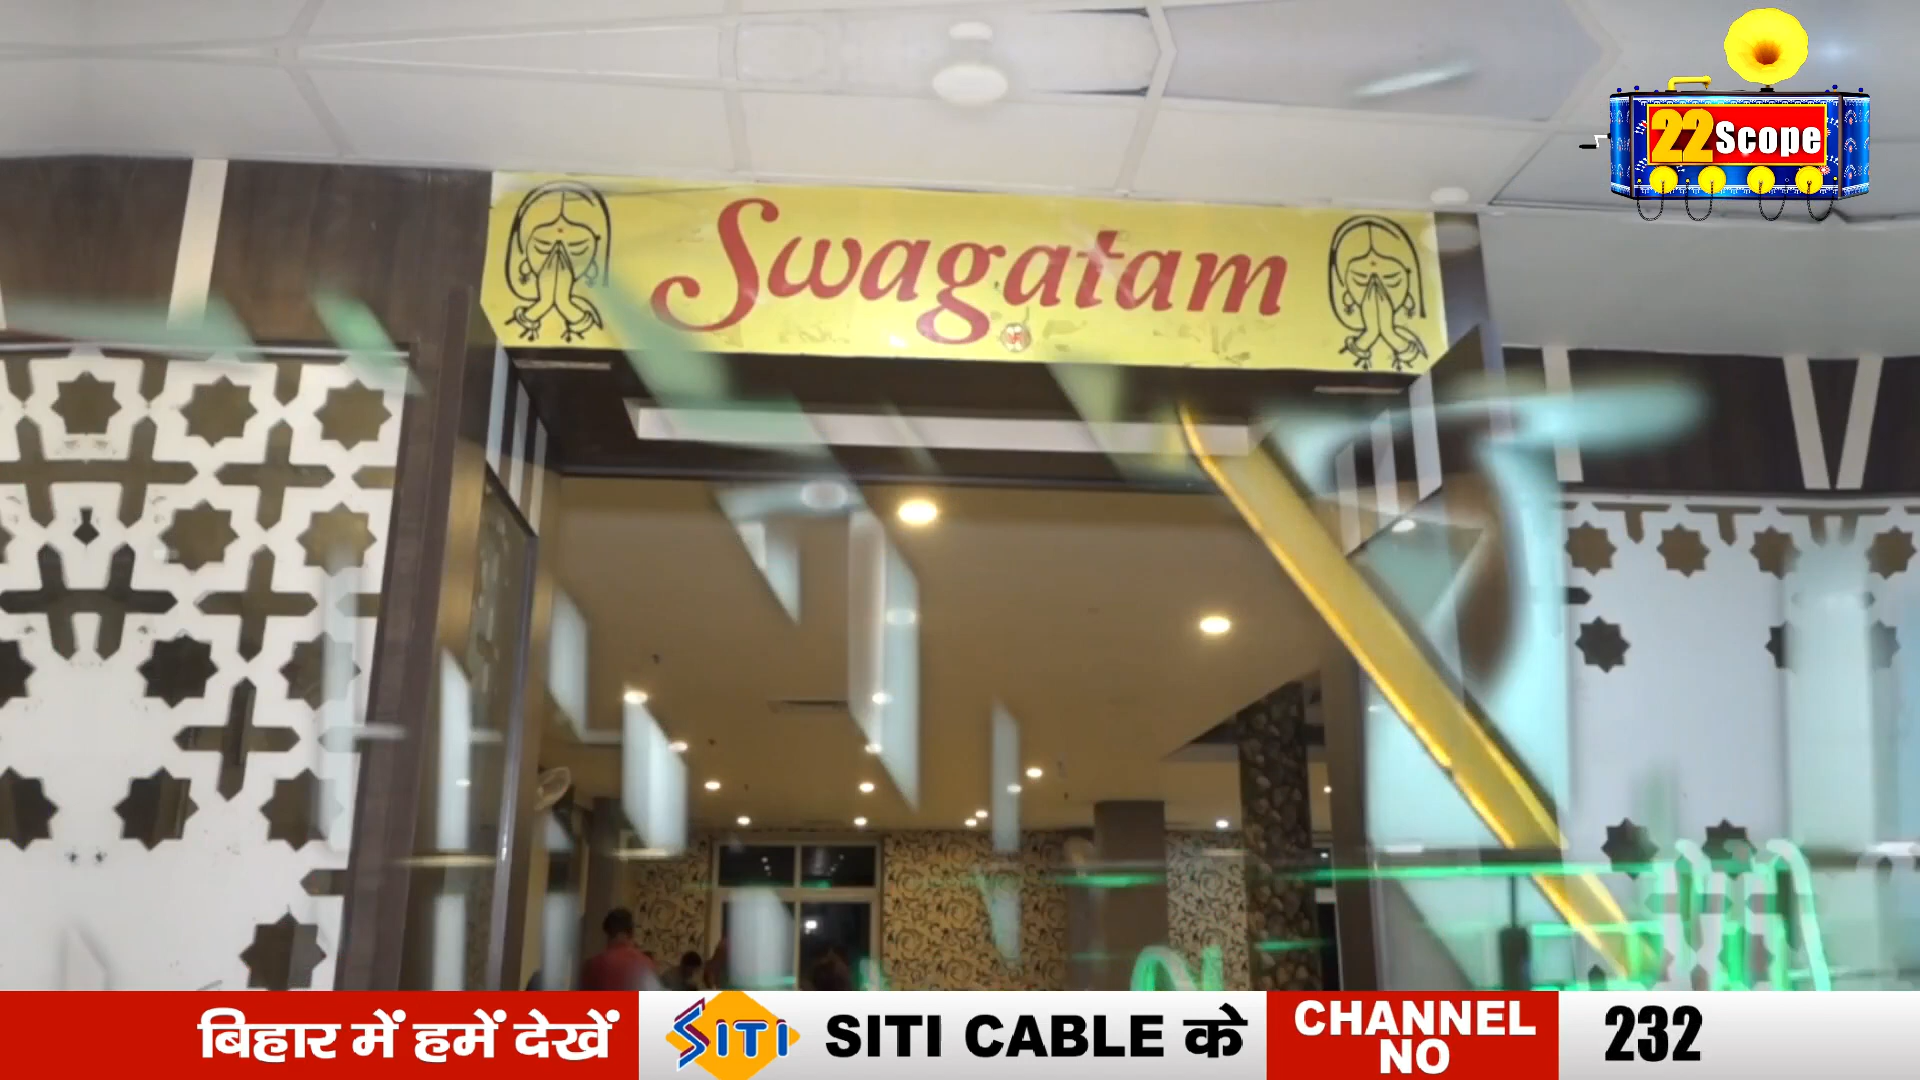 22Scope
Swagatam
बिहार में हमें देखें SITI SITI CABLE के CHANNEL NO 232